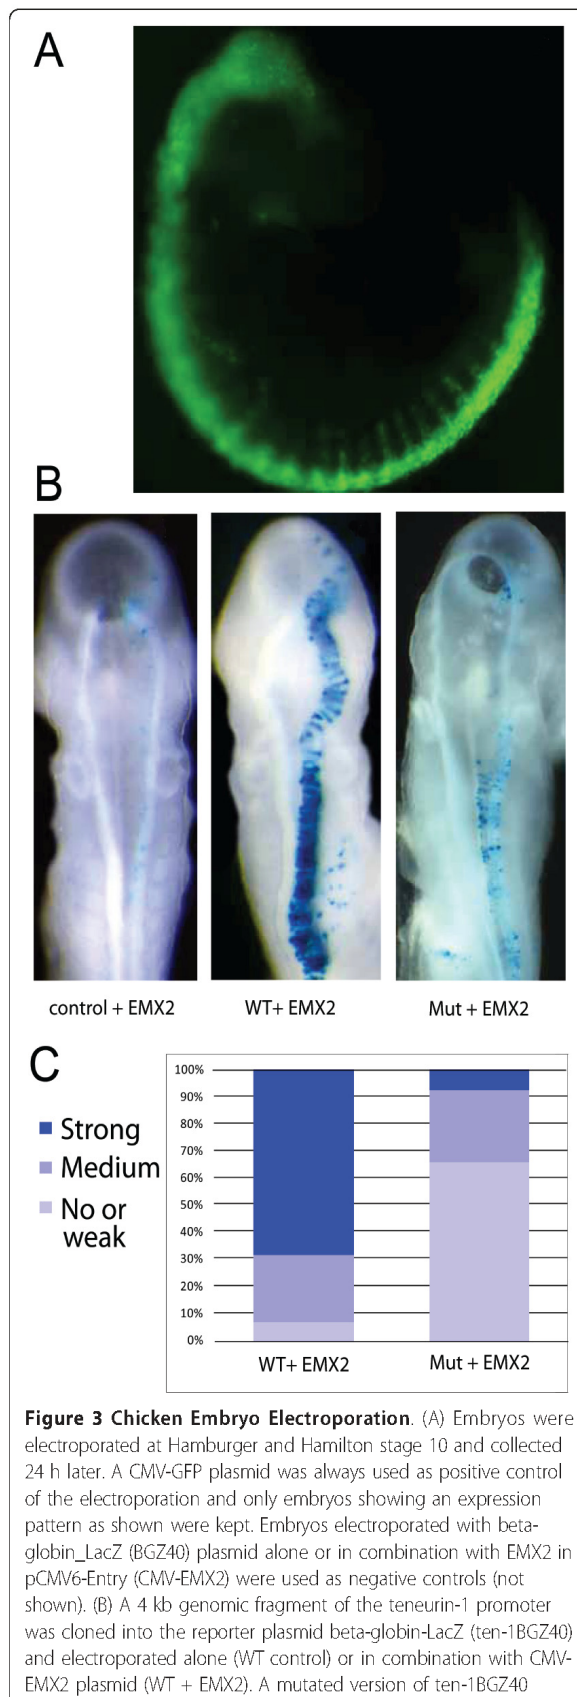 A
B
control + EMX2
WT+ EMX2
Mut + EMX2
C
Strong
Medium
No or
weak
100%
90%
80%
70%
60%
50%
40%
30%
20%
10%
0%
WT+ EMX2
Mut + EMX2
Figure 3 Chicken Embryo Electroporation. (A) Embryos were
electroporated at Hamburger and Hamilton stage 10 and collected
24 h later. A CMV-GFP plasmid was always used as positive control
of the electroporation and only embryos showing an expression
pattern as shown were kept. Embryos electroporated with beta-
globin_LacZ (BGZ40) plasmid alone or in combination with EMX2 in
pCMV6-Entry (CMV-EMX2) were used as negative controls (not
shown). (B) A 4 kb genomic fragment of the teneurin-1 promoter
was cloned into the reporter plasmid beta-globin-LacZ (ten-1BGZ40)
and electroporated alone (WT control) or in combination with CMV-
EMX2 plasmid (WT + EMX2). A mutated version of ten-1BGZ40